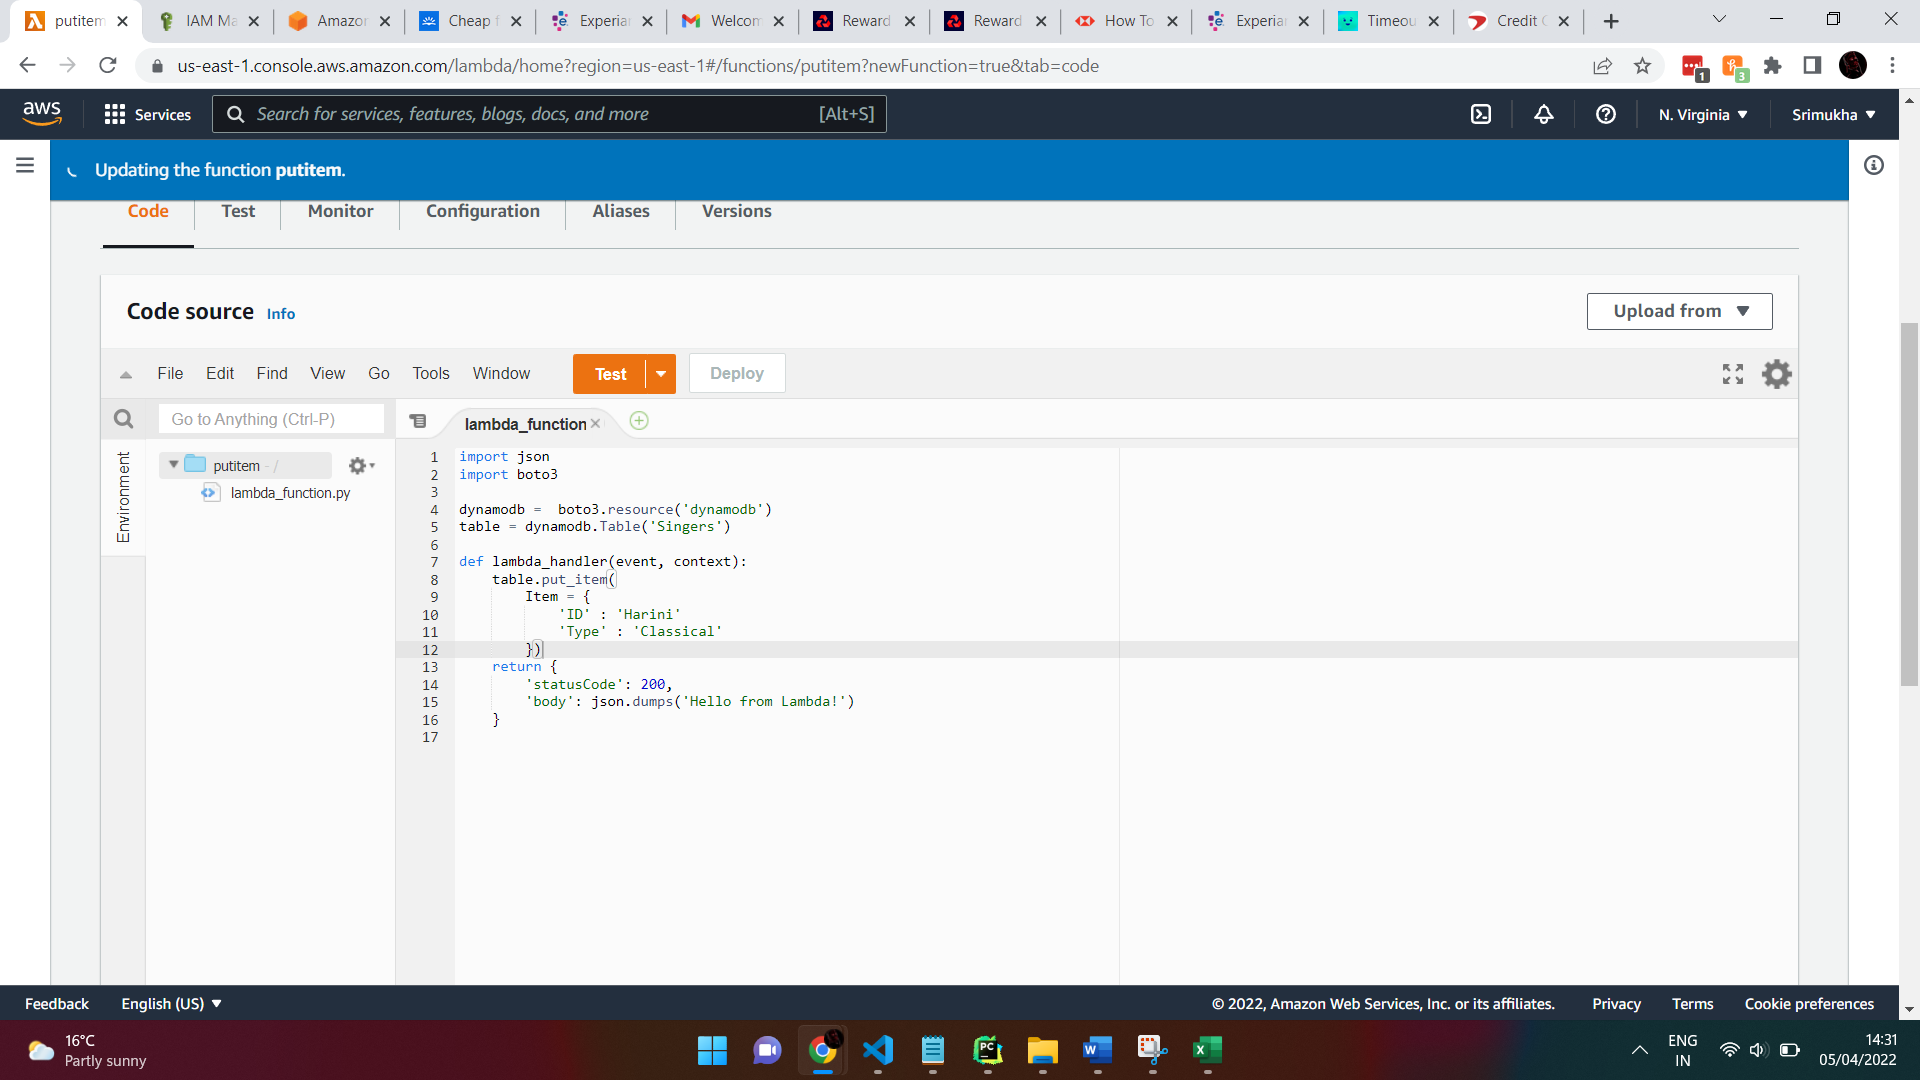 putitem
IAM Ma
Amazor
Cheap f
Experiar
Welcom
Reward
Reward
How To
Experiar
Timeou
Credit C
us-east-1.console.aws.amazon.com/lambda/home?region=us-east-1#/functions/putitem?newFunction=true&tab=code
1
3
aws
Services
Search for services, features, blogs, docs, and more
[Alt+S]
N. Virginia
Srimukha
Updating the function putitem.
Code
Test
Monitor
Configuration
Aliases
Versions
Code source
Info
Upload from
File
Edit
Find
View
Go
Tools
Window
Test
Deploy
Go to Anything (Ctrl-P)
lambda_function
Environment
putitem - /
lambda_function.py
1 import json
2 import boto3
3
4 dynamodb =  boto3.resource('dynamodb')
5 table = dynamodb.Table('Singers')
6
7 def lambda_handler(event, context):
8     table.put_item(
9         Item = {
10             'ID' : 'Harini'
11             'Type' : 'Classical'
12         })
13     return {
14         'statusCode': 200,
15         'body': json.dumps('Hello from Lambda!')
16     }
17
Feedback
English (US)
© 2022, Amazon Web Services, Inc. or its affiliates.
Privacy
Terms
Cookie preferences
16°C
Partly sunny
PC
W
X
ENG
IN
14:31
05/04/2022